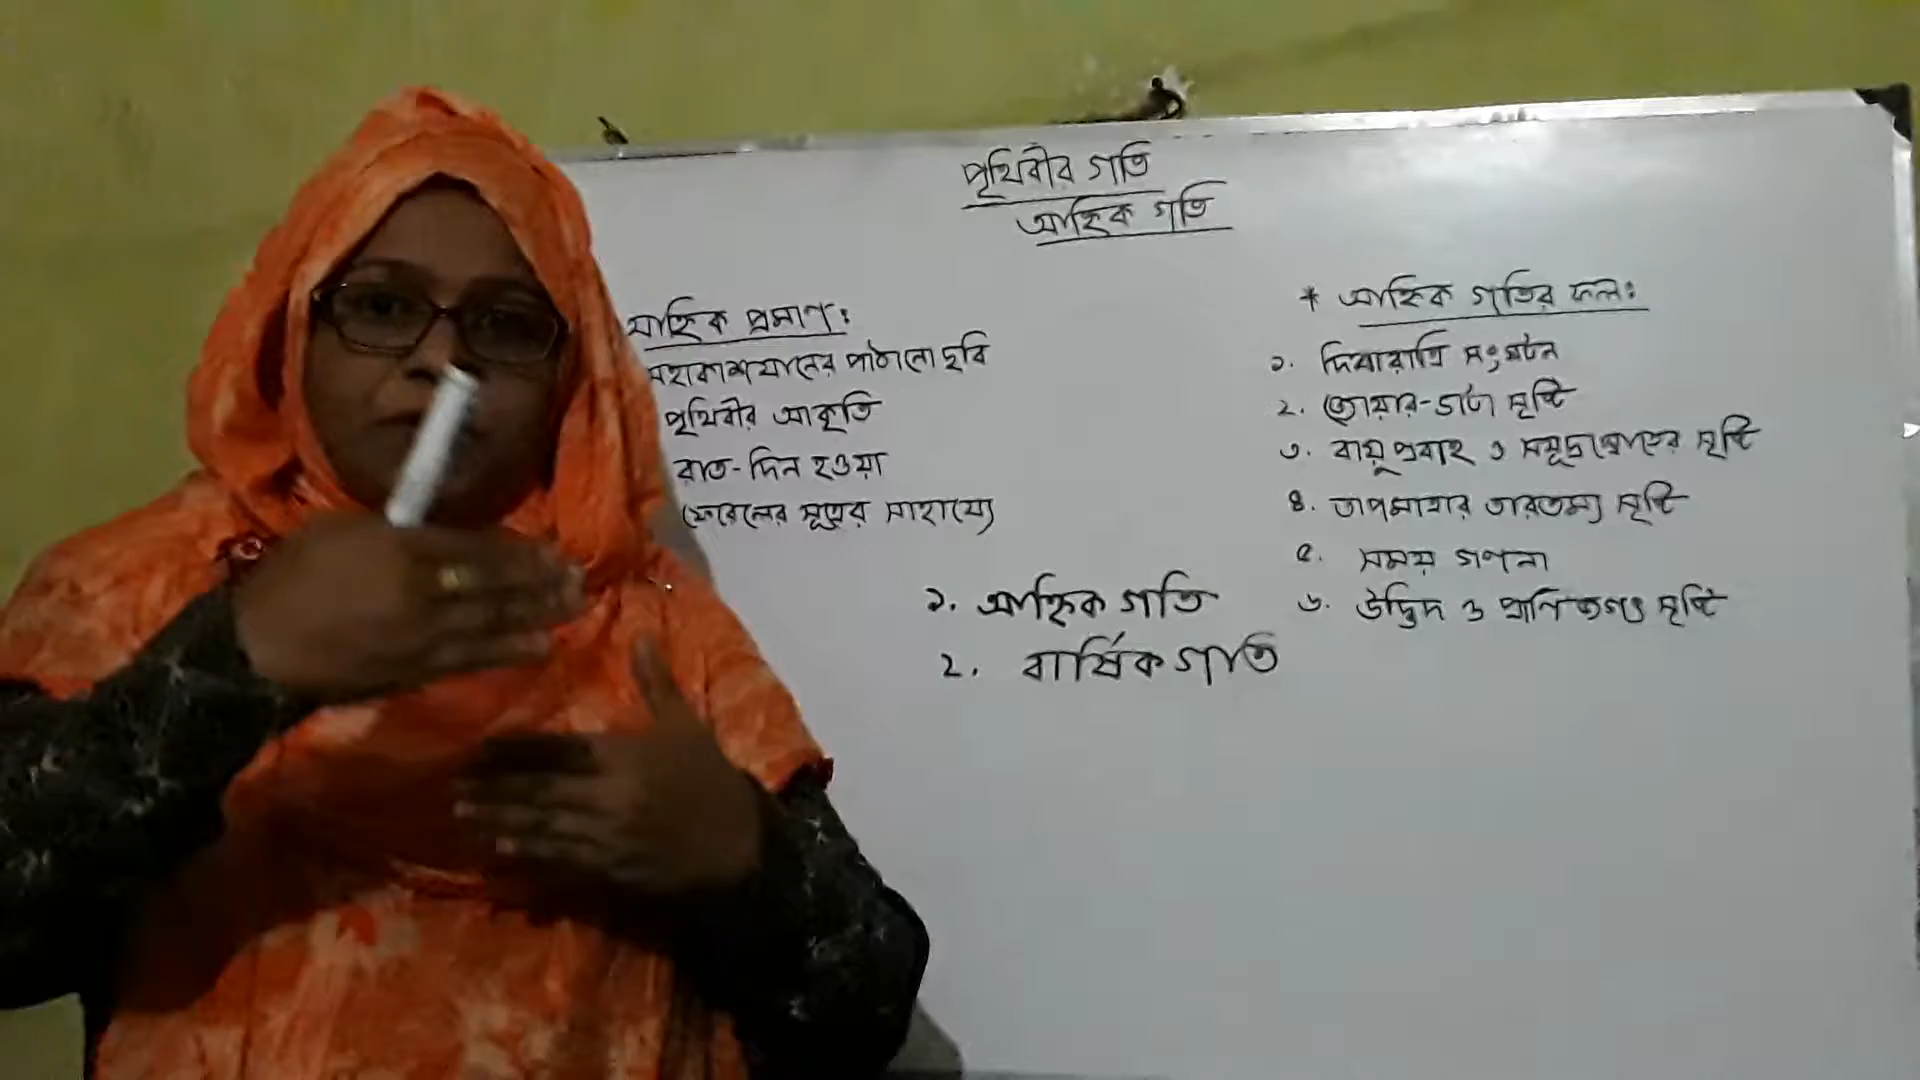 পৃথিবীর গতি
আহ্নিক গতি
আহ্নিক প্রমাণ:
মহাকাশযানের পাঠানো ছবি
পৃথিবীর আকৃতি
রাত-দিন হওয়া
ফেরেলের সূত্রের সাহায্যে
১. আহ্নিক গতি
২. বার্ষিক গতি
* আহ্নিক গতির ফল:
১. দিবারাত্রি সংঘটন
২. জোয়ার-ভাটা সৃষ্টি
৩. বায়ুপ্রবাহ ও সমুদ্রস্রোতের সৃষ্টি
৪. তাপমাত্রার তারতম্য সৃষ্টি
৫. সময় গণনা
৬. উদ্ভিদ ও প্রাণিজগত সৃষ্টি